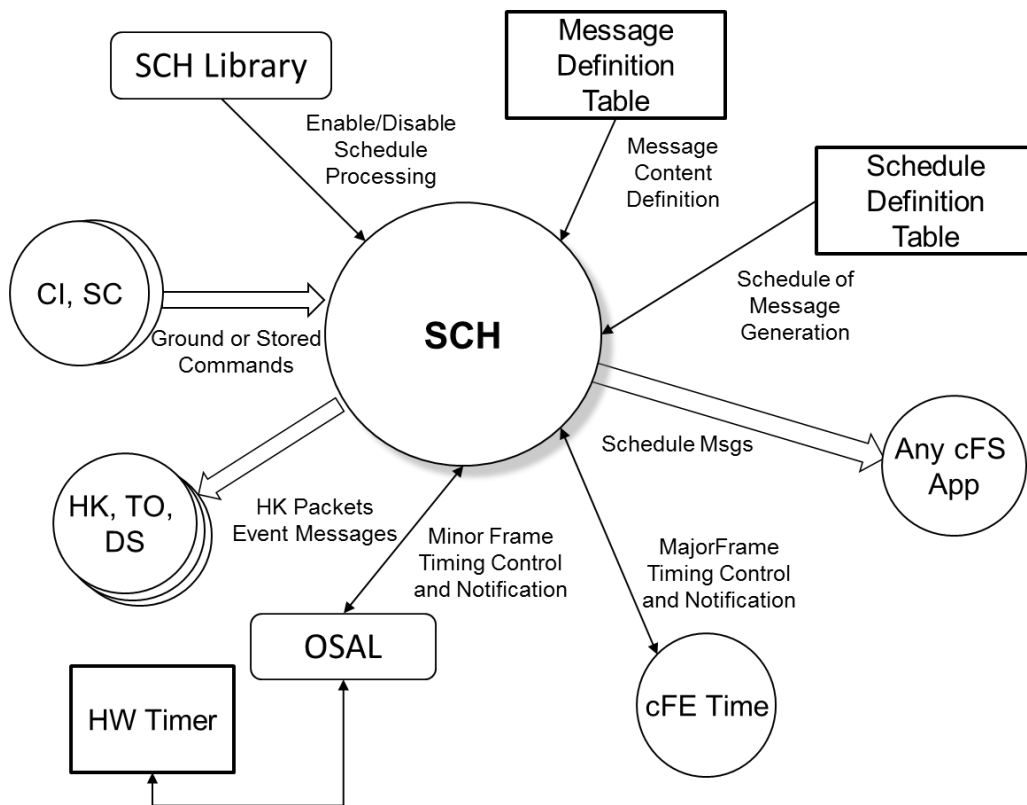 SCH Library
Message
Definition
Table
Enable/Disable
Schedule
Processing
Message
Content
Definition
Schedule
Definition
Table
CI, SC
Ground or Stored
Commands
SCH
Schedule of
Message
Generation
Schedule Msgs
Any cFS
App
HK, TO,
DS
HK Packets
Event Messages
Minor Frame
Timing Control
and Notification
MajorFrame
Timing Control
and Notification
OSAL
HW Timer
cFE Time